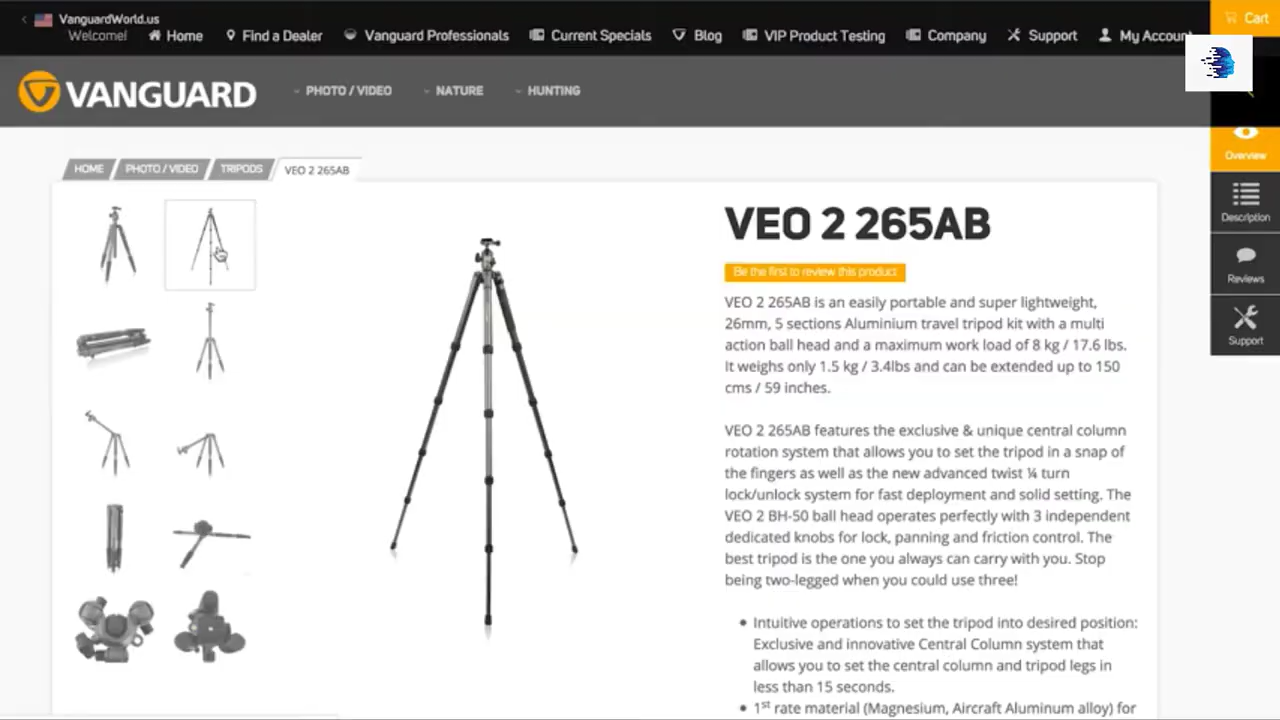 VanguardWorld.us
Welcome! Home Find a Dealer Vanguard Professionals Current Specials Blog VIP Product Testing Company Support My Account
Cart
VANGUARD PHOTO / VIDEO NATURE HUNTING
Overview
Description
Reviews
Support
HOME PHOTO / VIDEO TRIPODS VEO 2 265AB
VEO 2 265AB
Be the first to review this product
VEO 2 265AB is an easily portable and super lightweight,
26mm, 5 sections Aluminium travel tripod kit with a multi
action ball head and a maximum work load of 8 kg / 17.6 lbs.
It weighs only 1.5 kg / 3.4lbs and can be extended up to 150
cms / 59 inches.
VEO 2 265AB features the exclusive & unique central column
rotation system that allows you to set the tripod in a snap of
the fingers as well as the new advanced twist ¼ turn
lock/unlock system for fast deployment and solid setting. The
VEO 2 BH-50 ball head operates perfectly with 3 independent
dedicated knobs for lock, panning and friction control. The
best tripod is the one you always can carry with you. Stop
being two-legged when you could use three!
• Intuitive operations to set the tripod into desired position:
Exclusive and innovative Central Column system that
allows you to set the central column and tripod legs in
less than 15 seconds.
• 1st rate material (Magnesium, Aircraft Aluminum alloy) for